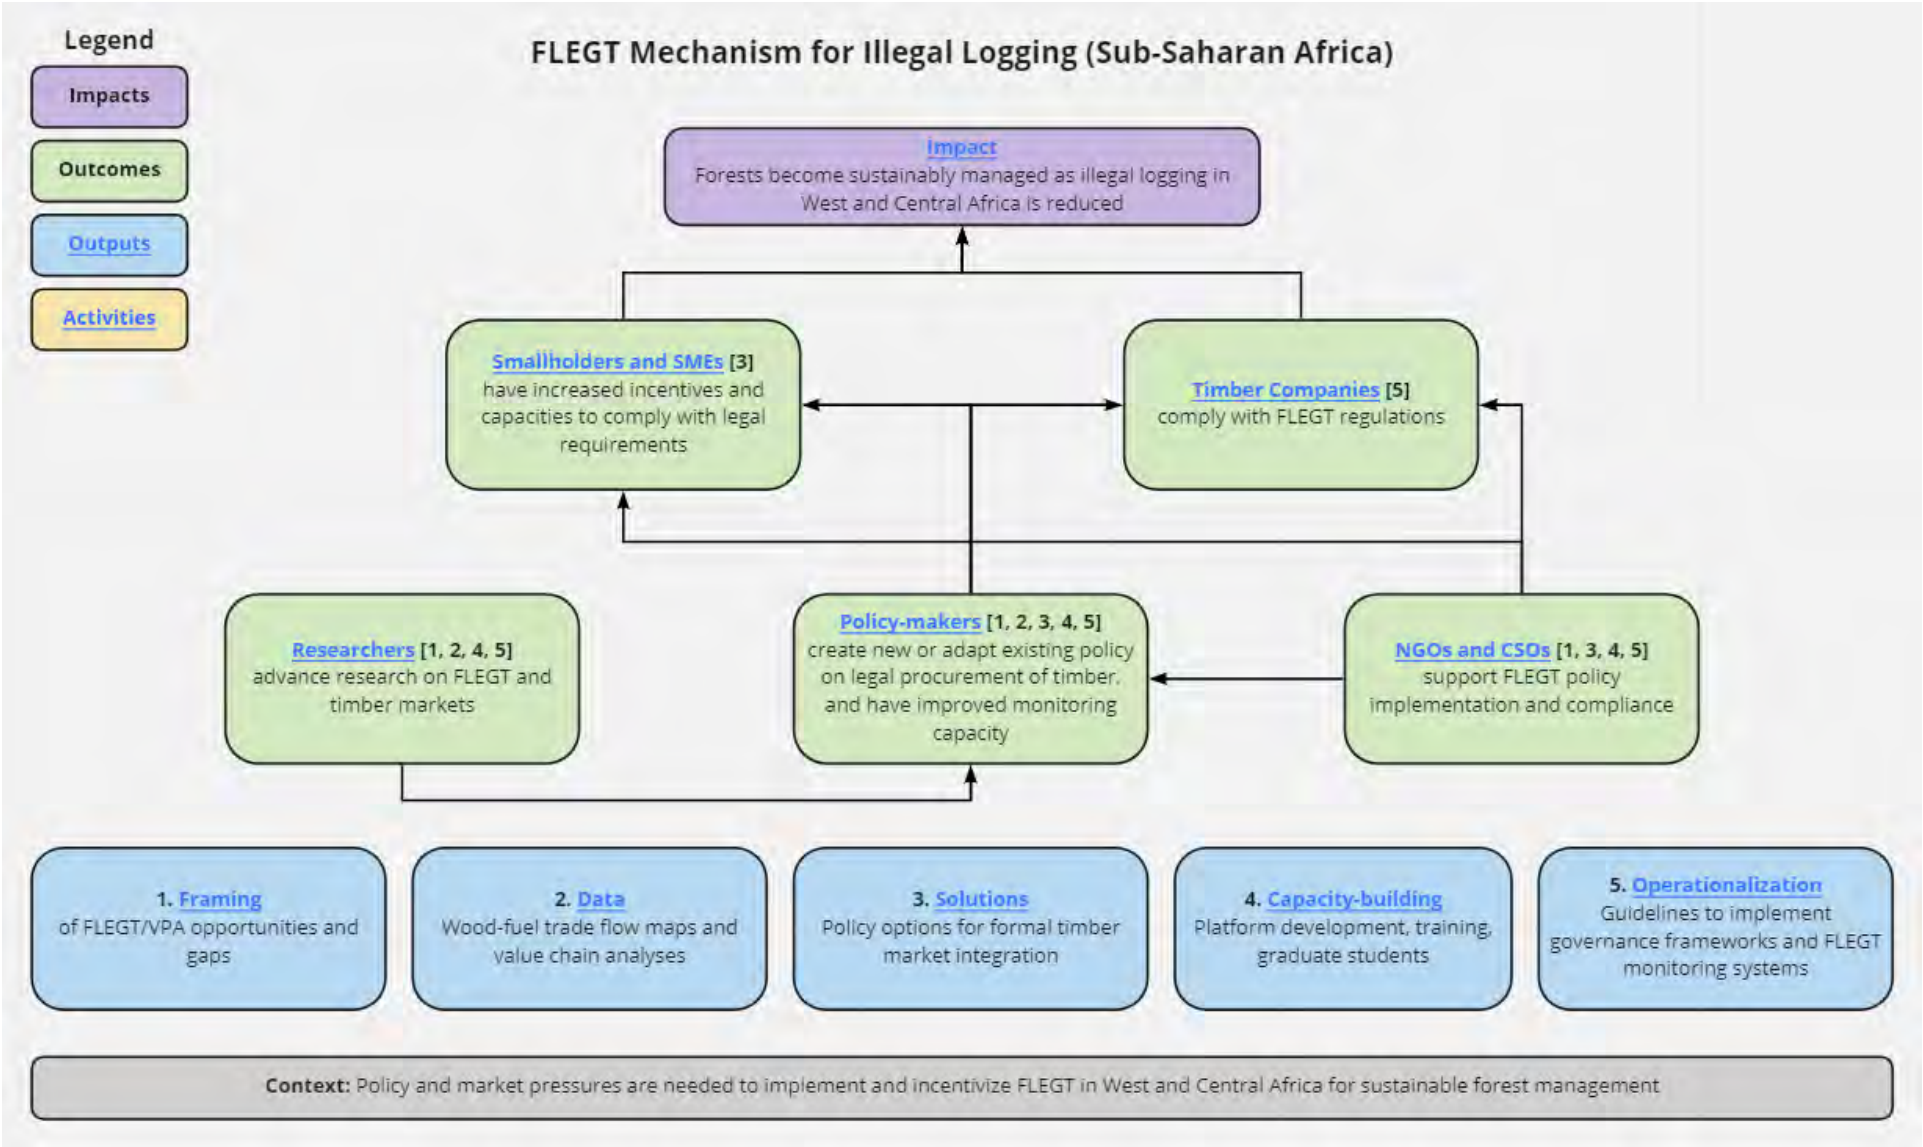 Legend
FLEGT Mechanism for Illegal Logging (Sub-Saharan Africa)
Impacts
Outcomes
Outputs
Activities
Impact
Forests become sustainably managed as illegal logging in
West and Central Africa is reduced
Smallholders and SMEs [3]
have increased incentives and
capacities to comply with legal
requirements
Timber Companies [5]
comply with FLEGT regulations
Researchers [1, 2, 4, 5]
advance research on FLEGT and
timber markets
Policy-makers [1, 2, 3, 4, 5]
create new or adapt existing policy
on legal procurement of timber,
and have improved monitoring
capacity
NGOs and CSOs [1, 3, 4, 5]
support FLEGT policy
implementation and compliance
1. Framing
of FLEGT/VPA opportunities and
gaps
2. Data
Wood-fuel trade flow maps and
value chain analyses
3. Solutions
Policy options for formal timber
market integration
4. Capacity-building
Platform development, training,
graduate students
5. Operationalization
Guidelines to implement
governance frameworks and FLEGT
monitoring systems
Context: Policy and market pressures are needed to implement and incentivize FLEGT in West and Central Africa for sustainable forest management